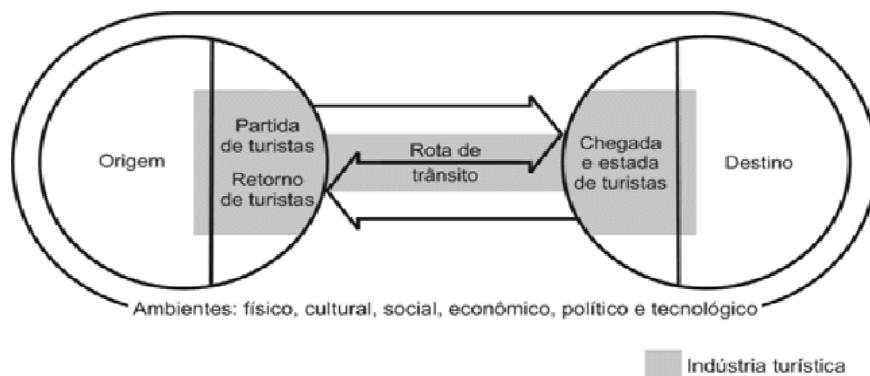 Origem
Partida
de turistas
Retorno
de turistas
Rota de
trânsito
Chegada
e estada
de turistas
Destino
Ambientes: físico, cultural, social, econômico, político e tecnológico
Indústria turística